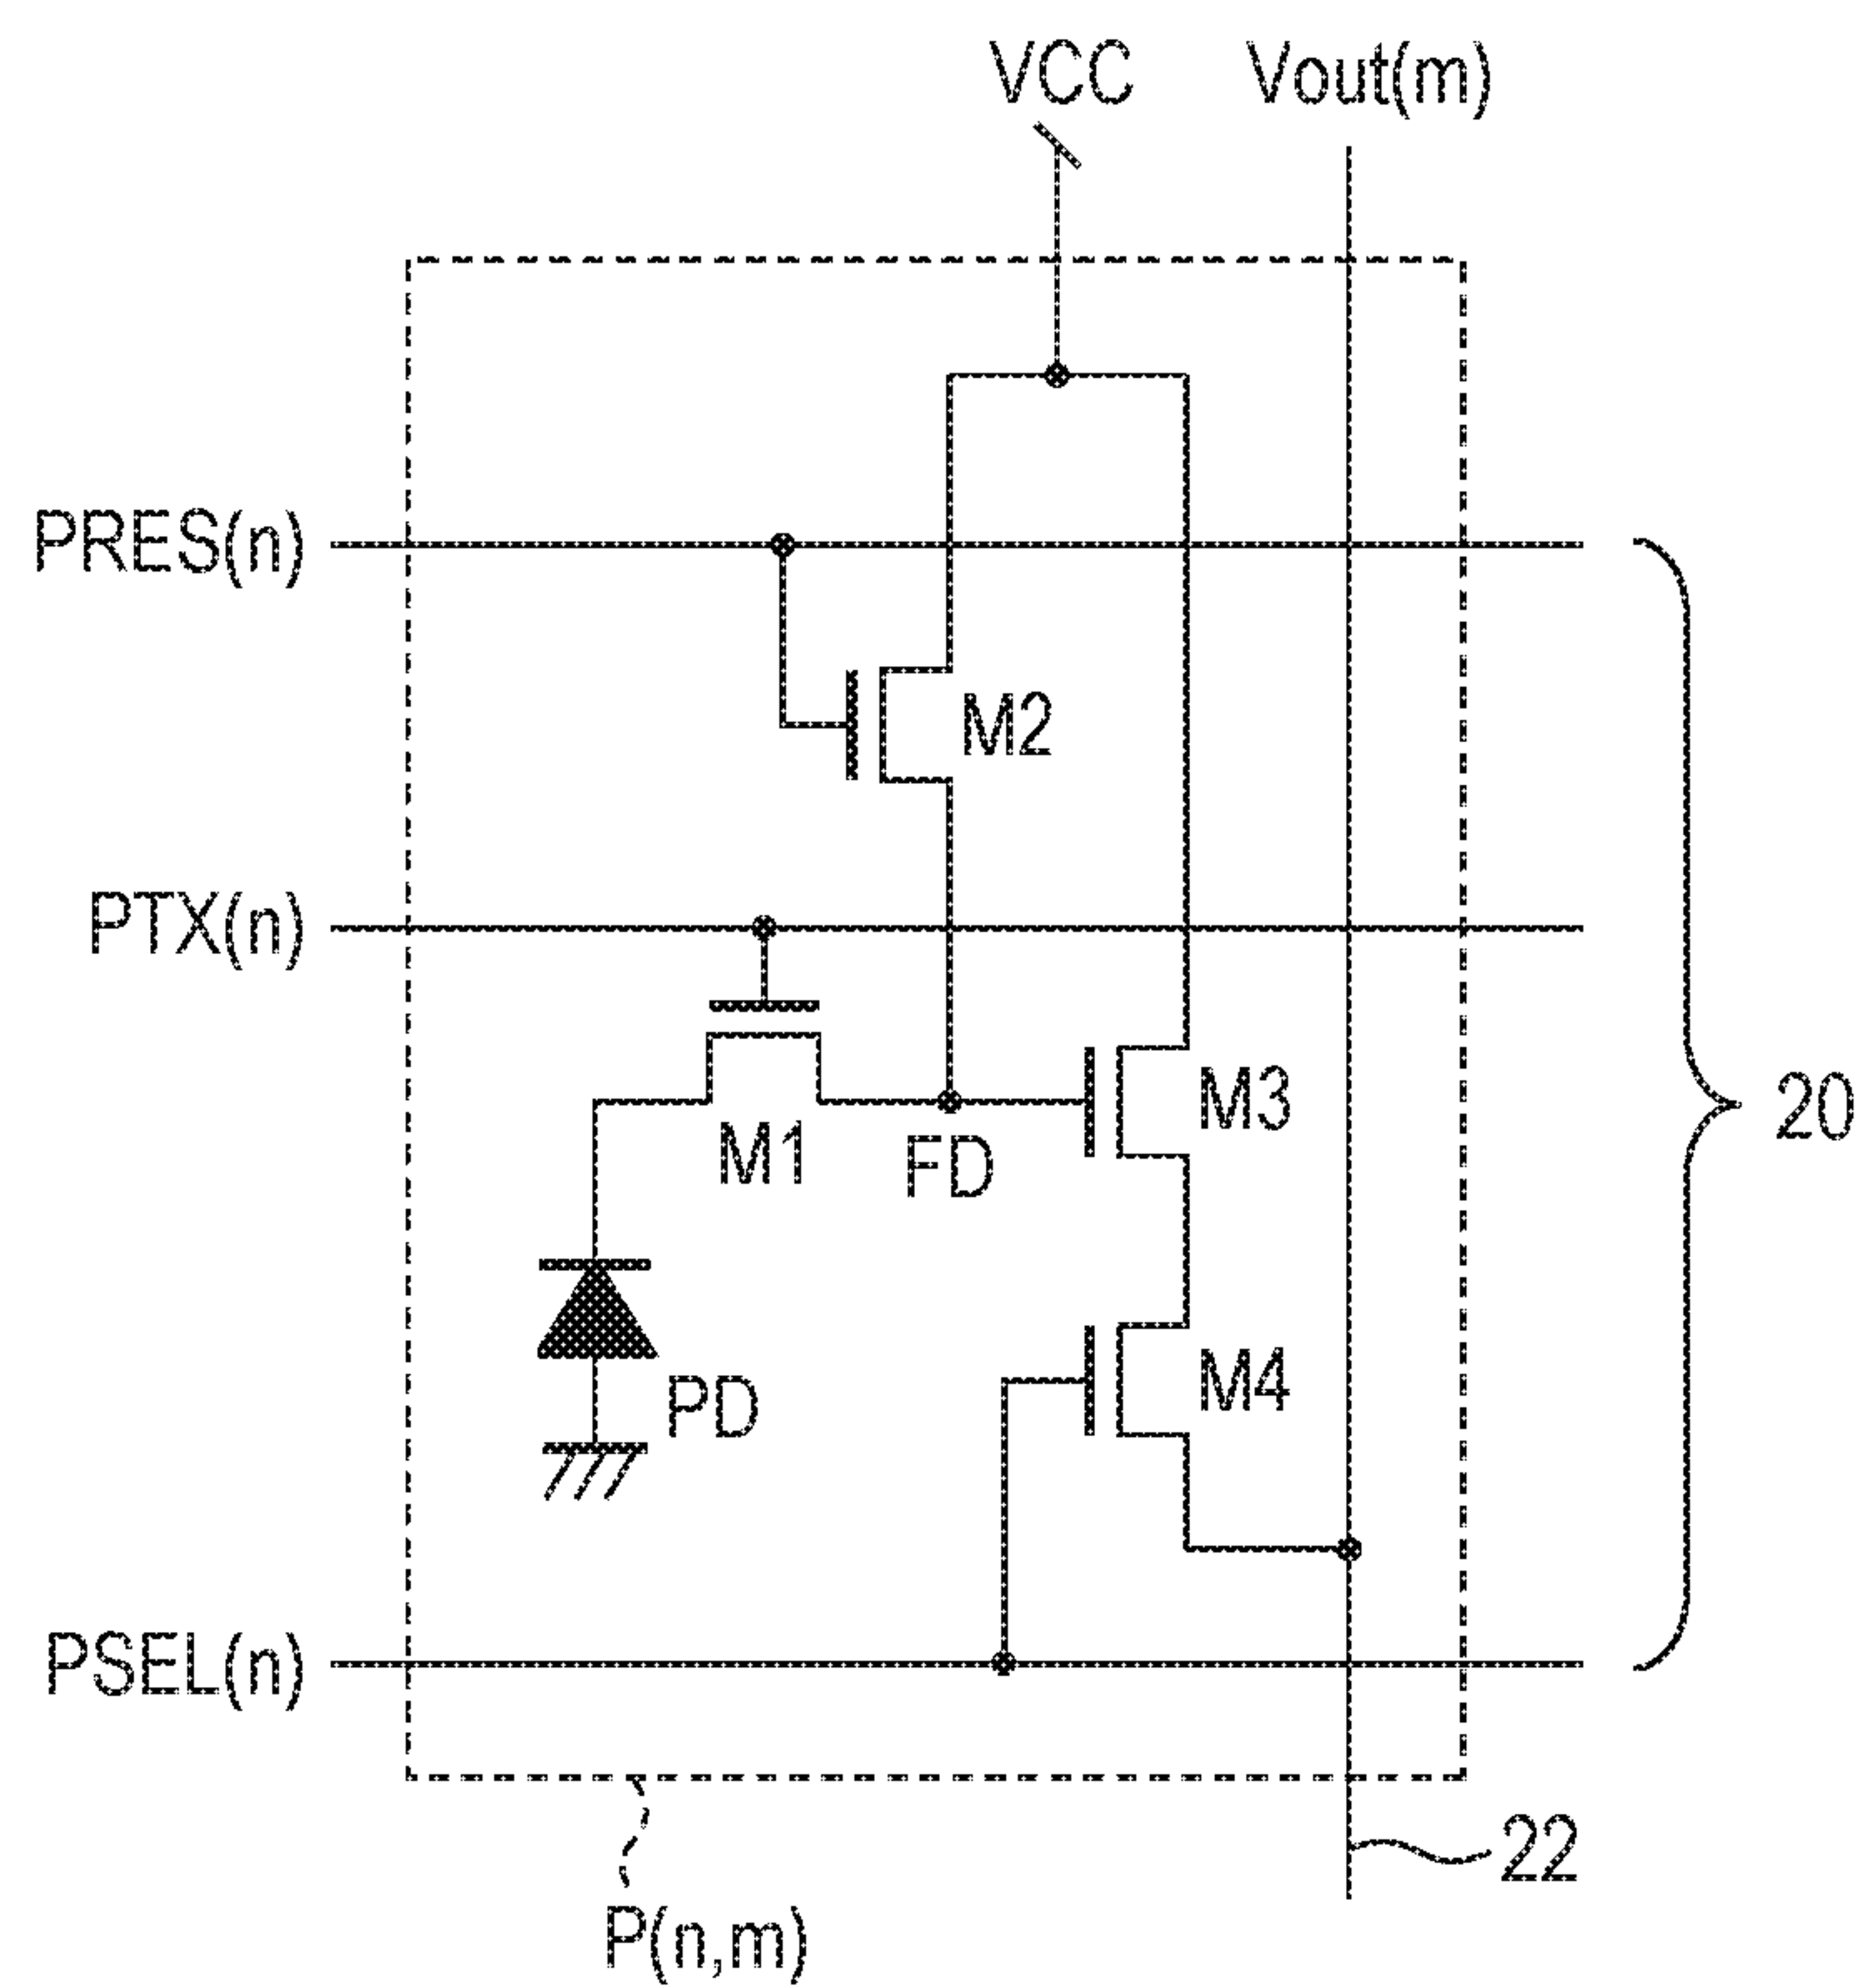 VCC
Vout(m)
PRES(n)
M2
PTX(n)
M3
20
M1
FD
M4
PD
PSEL(n)
22
P(n,m)